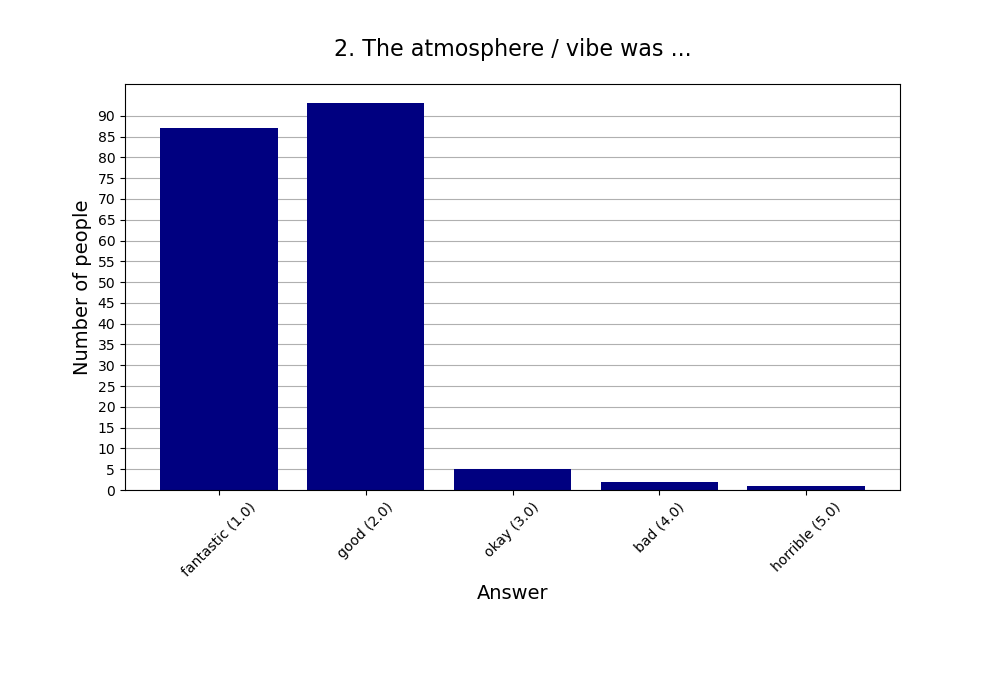 2. The atmosphere / vibe was ...
Number of people
90
85
80
75
70
65
60
55
50
45
40
35
30
25
20
15
10
5
0
fantastic (1.0)
good (2.0)
okay (3.0)
bad (4.0)
horrible (5.0)
Answer